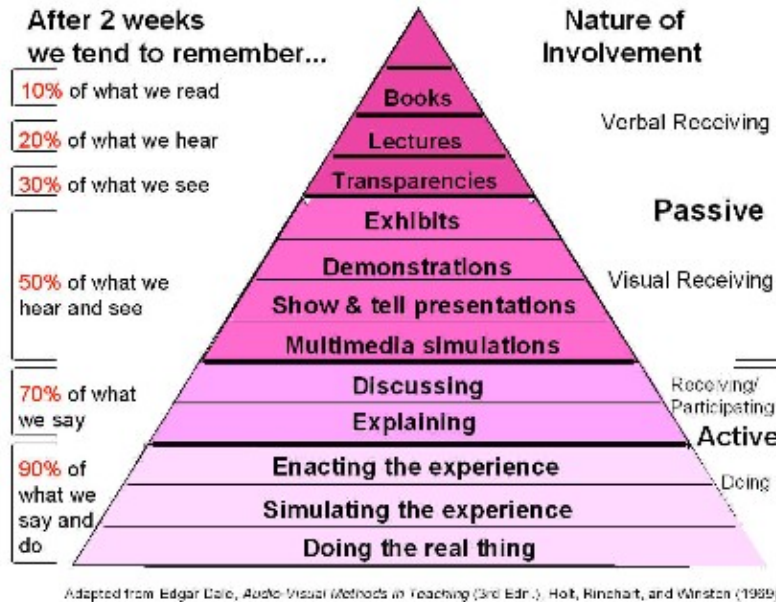 After 2 weeks
we tend to remember...
Nature of
Involvement
10% of what we read
20% of what we hear
30% of what we see
50% of what we
hear and see
70% of what
we say
90% of
what we
say and
do
Books
Lectures
Transparencies
Exhibits
Demonstrations
Show & tell presentations
Multimedia simulations
Discussing
Explaining
Enacting the experience
Simulating the experience
Doing the real thing
Verbal Receiving
Passive
Visual Receiving
Receiving/
Participating
Active
Doing
Adapted from Edgar Dale, Audio-Visual Methods in Teaching (3rd Edn.), Holt, Rinehart, and Winston (1969)